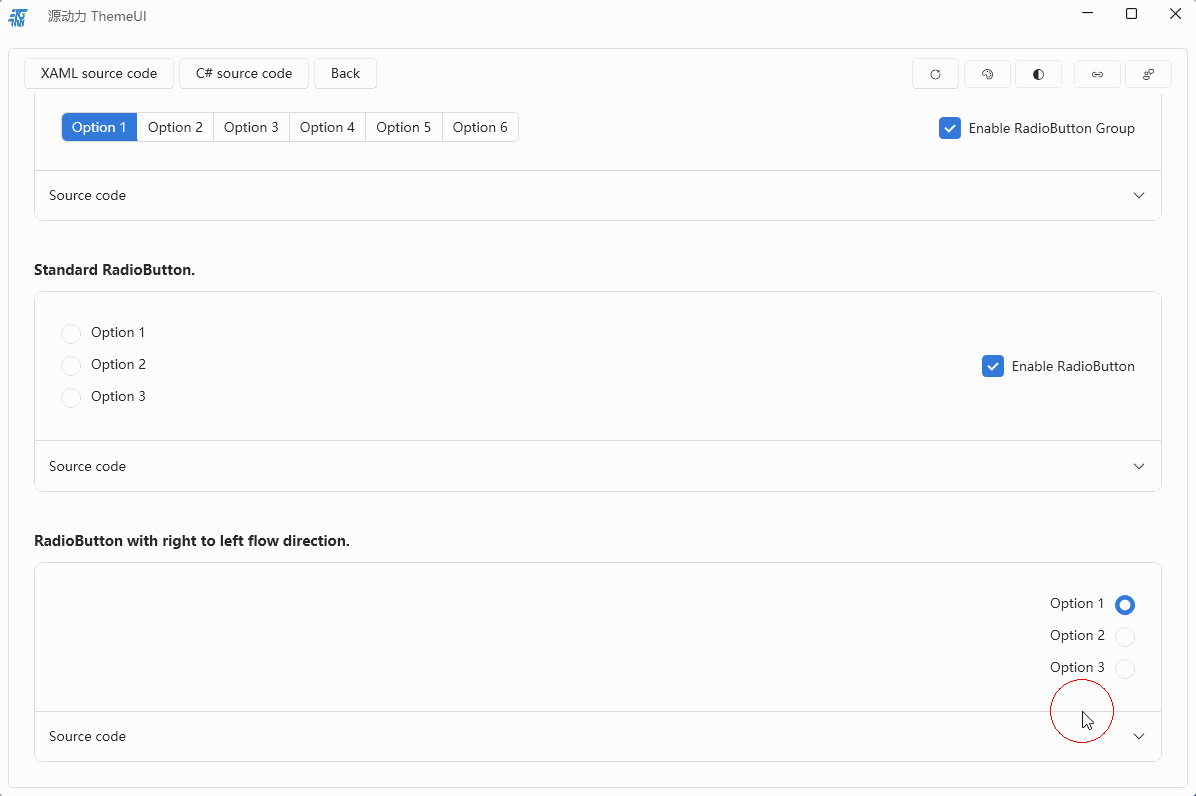 源动力 ThemeUI
XAML source code C# source code Back
Option 1 Option 2 Option 3 Option 4 Option 5 Option 6 Enable RadioButton Group
Source code
Standard RadioButton.
Option 1
Option 2 Enable RadioButton
Option 3
Source code
RadioButton with right to left flow direction.
Option 1
Option 2
Option 3
Source code